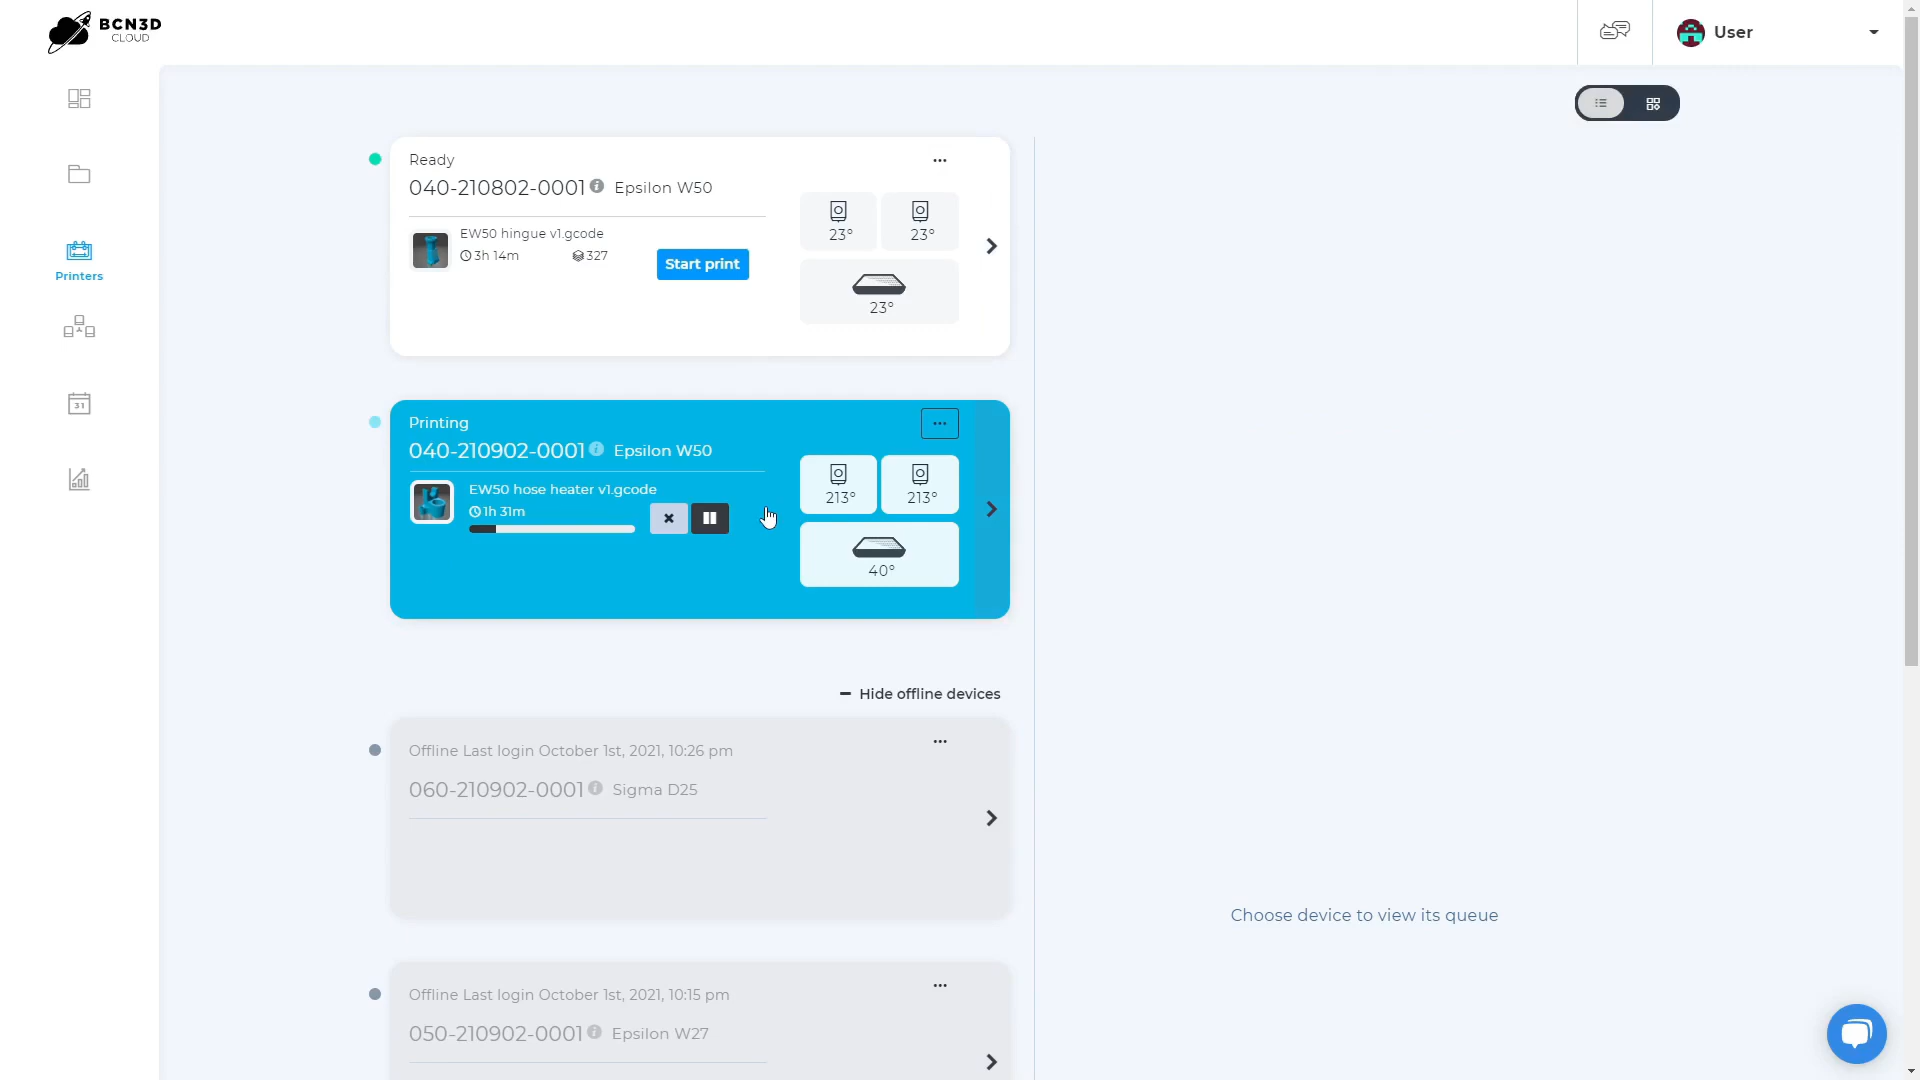 BCN3D
CLOUD
User
Printers
31
Ready
040-210802-0001 Epsilon W50
EW50 hingue v1.gcode
3h 14m 327
Start print
23° 23°
23°
Printing
040-210902-0001 Epsilon W50
EW50 hose heater v1.gcode
1h 31m
213° 213°
40°
Hide offline devices
Offline Last login October 1st, 2021, 10:26 pm
060-210902-0001 Sigma D25
Offline Last login October 1st, 2021, 10:15 pm
050-210902-0001 Epsilon W27
Choose device to view its queue